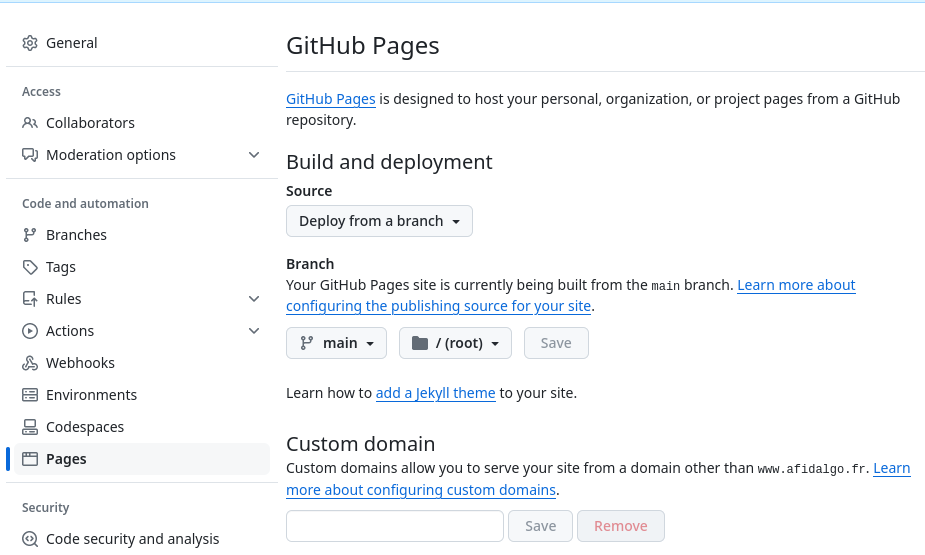 General
Access
Collaborators
Moderation options
Code and automation
Branches
Tags
Rules
Actions
Webhooks
Environments
Codespaces
Pages
Security
Code security and analysis
GitHub Pages
GitHub Pages is designed to host your personal, organization, or project pages from a GitHub
repository.
Build and deployment
Source
Deploy from a branch
Branch
Your GitHub Pages site is currently being built from the main branch. Learn more about
configuring the publishing source for your site.
main / (root) Save
Learn how to add a Jekyll theme to your site.
Custom domain
Custom domains allow you to serve your site from a domain other than www.afidalgo.fr. Learn
more about configuring custom domains.
Save Remove